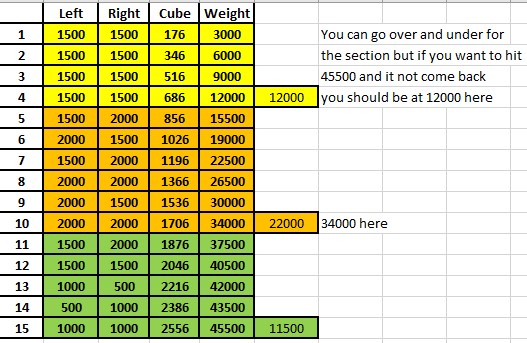 Left Right Cube Weight
1 1500 1500 176 3000 You can go over and under for
2 1500 1500 346 6000 the section but if you want to hit
3 1500 1500 516 9000 45500 and it not come back
4 1500 1500 686 12000 12000 you should be at 12000 here
5 1500 2000 856 15500
6 2000 1500 1026 19000
7 1500 2000 1196 22500
8 2000 2000 1366 26500
9 2000 1500 1536 30000
10 2000 2000 1706 34000 22000 34000 here
11 1500 2000 1876 37500
12 1500 1500 2046 40500
13 1000 500 2216 42000
14 500 1000 2386 43500
15 1000 1000 2556 45500 11500